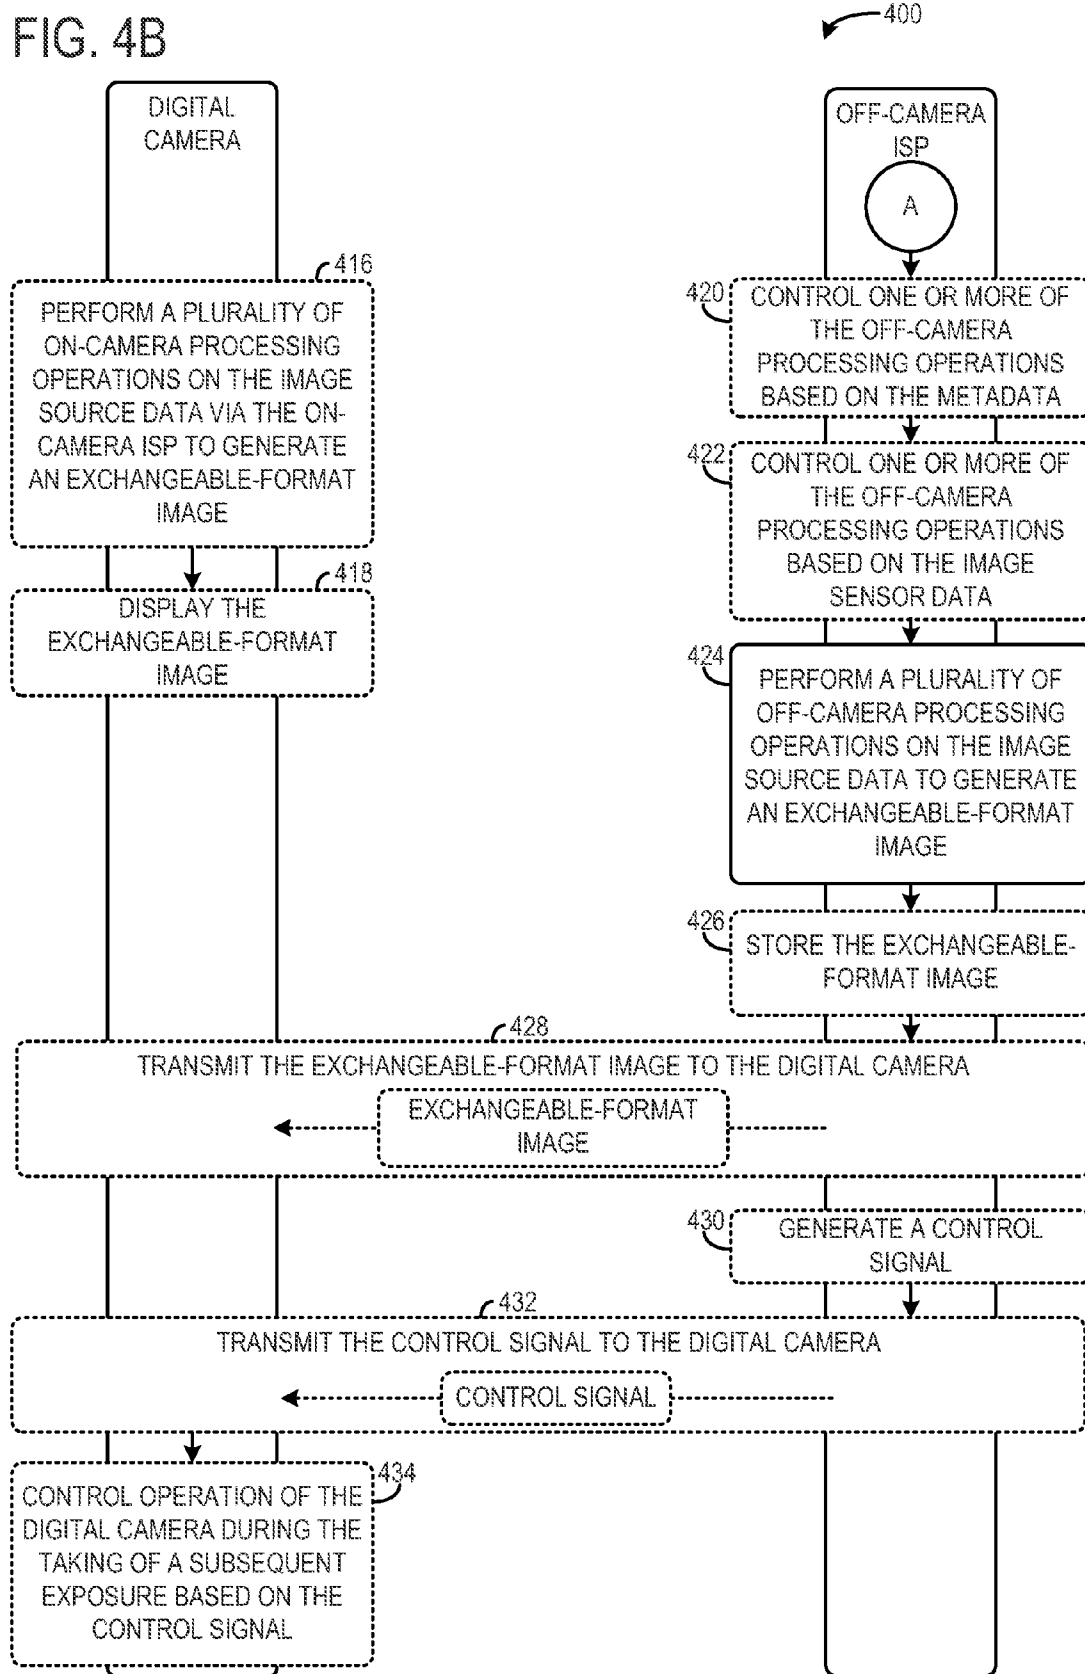 FIG. 4B
400
DIGITAL
CAMERA
OFF-CAMERA
ISP
A
416
PERFORM A PLURALITY OF
ON-CAMERA PROCESSING
OPERATIONS ON THE IMAGE
SOURCE DATA VIA THE ON-
CAMERA ISP TO GENERATE
AN EXCHANGEABLE-FORMAT
IMAGE
418
DISPLAY THE
EXCHANGEABLE-FORMAT
IMAGE
420
CONTROL ONE OR MORE OF
THE OFF-CAMERA
PROCESSING OPERATIONS
BASED ON THE METADATA
422
CONTROL ONE OR MORE OF
THE OFF-CAMERA
PROCESSING OPERATIONS
BASED ON THE IMAGE
SENSOR DATA
424
PERFORM A PLURALITY OF
OFF-CAMERA PROCESSING
OPERATIONS ON THE IMAGE
SOURCE DATA TO GENERATE
AN EXCHANGEABLE-FORMAT
IMAGE
426
STORE THE EXCHANGEABLE-
FORMAT IMAGE
428
TRANSMIT THE EXCHANGEABLE-FORMAT IMAGE TO THE DIGITAL CAMERA
EXCHANGEABLE-FORMAT
IMAGE
430
GENERATE A CONTROL
SIGNAL
432
TRANSMIT THE CONTROL SIGNAL TO THE DIGITAL CAMERA
CONTROL SIGNAL
434
CONTROL OPERATION OF THE
DIGITAL CAMERA DURING THE
TAKING OF A SUBSEQUENT
EXPOSURE BASED ON THE
CONTROL SIGNAL